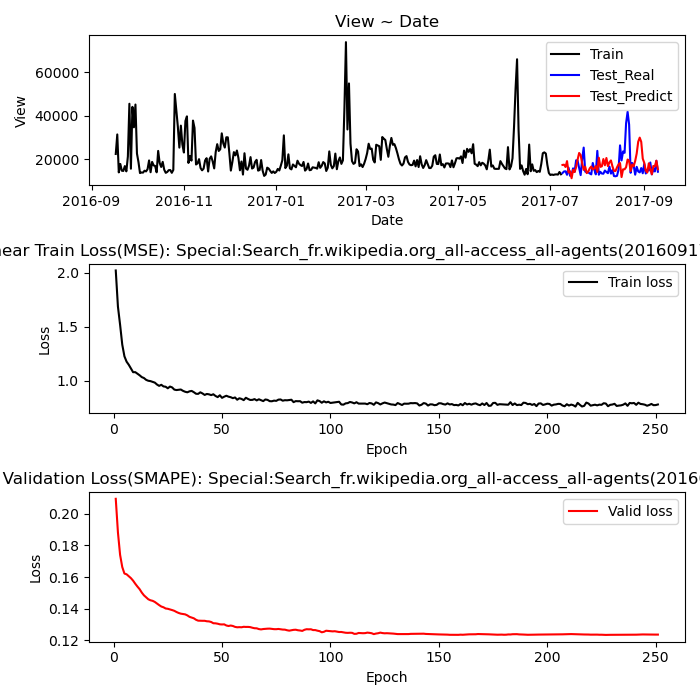 View ~ Date
View
60000
40000
20000
Train
Test_Real
Test_Predict
2016-09 2016-11 2017-01 2017-03 2017-05 2017-07 2017-09
Date
Train Loss(MSE): Special:Search_fr.wikipedia.org_all-access_all-agents(2016091
Loss
2.0
1.5
1.0
Train loss
0 50 100 150 200 250
Epoch
Validation Loss(SMAPE): Special:Search_fr.wikipedia.org_all-access_all-agents(2016
Loss
0.20
0.18
0.16
0.14
0.12
Valid loss
0 50 100 150 200 250
Epoch